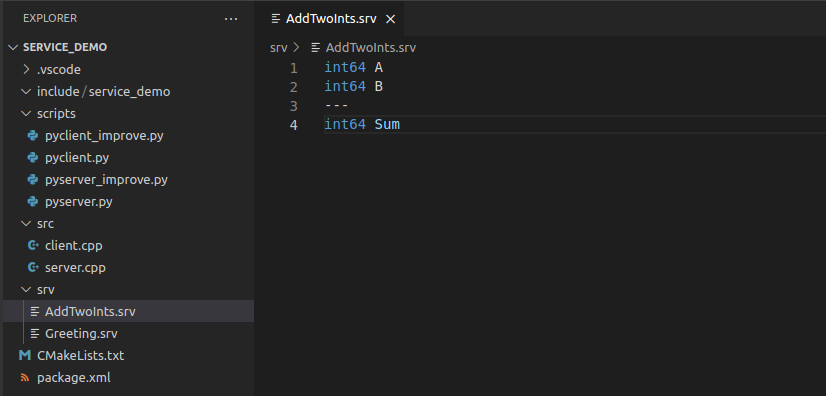 EXPLORER ...
SERVICE_DEMO
.vscode
include/service_demo
scripts
pyclient_improve.py
pyclient.py
pyserver_improve.py
pyserver.py
src
client.cpp
server.cpp
srv
AddTwoInts.srv
Greeting.srv
CMakeLists.txt
package.xml
AddTwoInts.srv
srv > AddTwoInts.srv
1 int64 A
2 int64 B
3 ---
4 int64 Sum